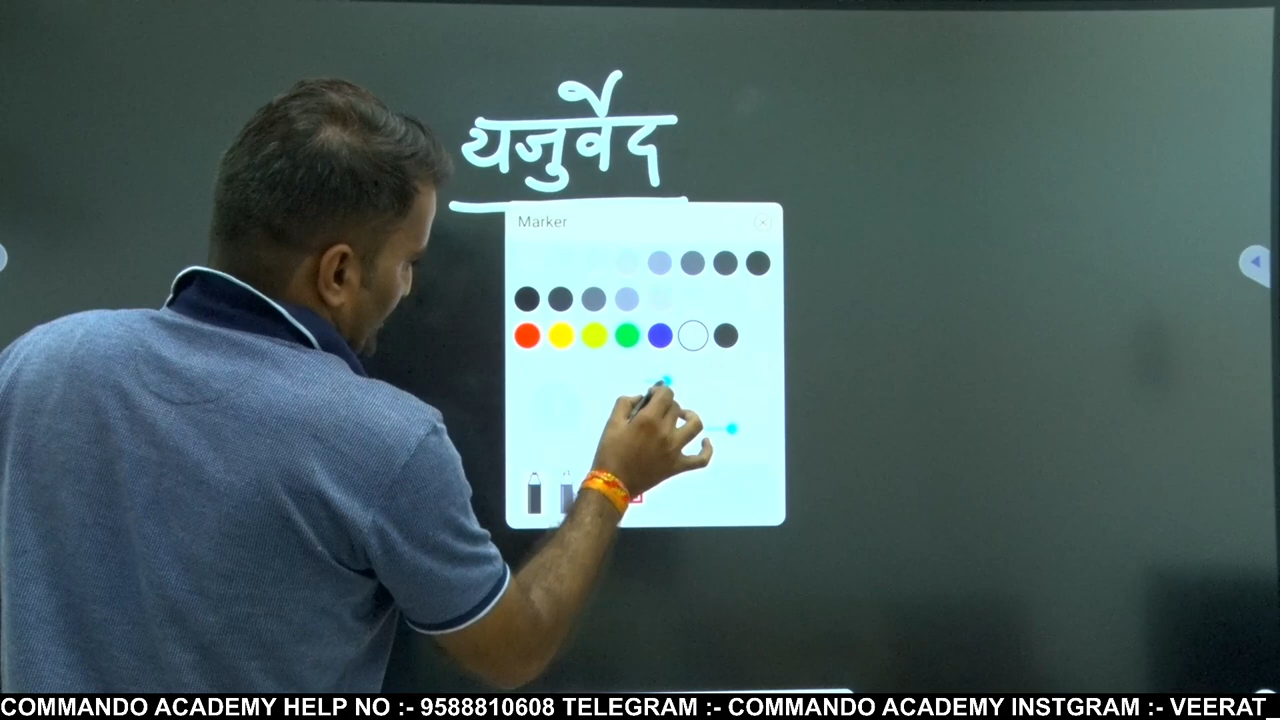 यजुर्वेद
Marker
COMMANDO ACADEMY HELP NO :- 9588810608 TELEGRAM :- COMMANDO ACADEMY INSTGRAM :- VEERAT